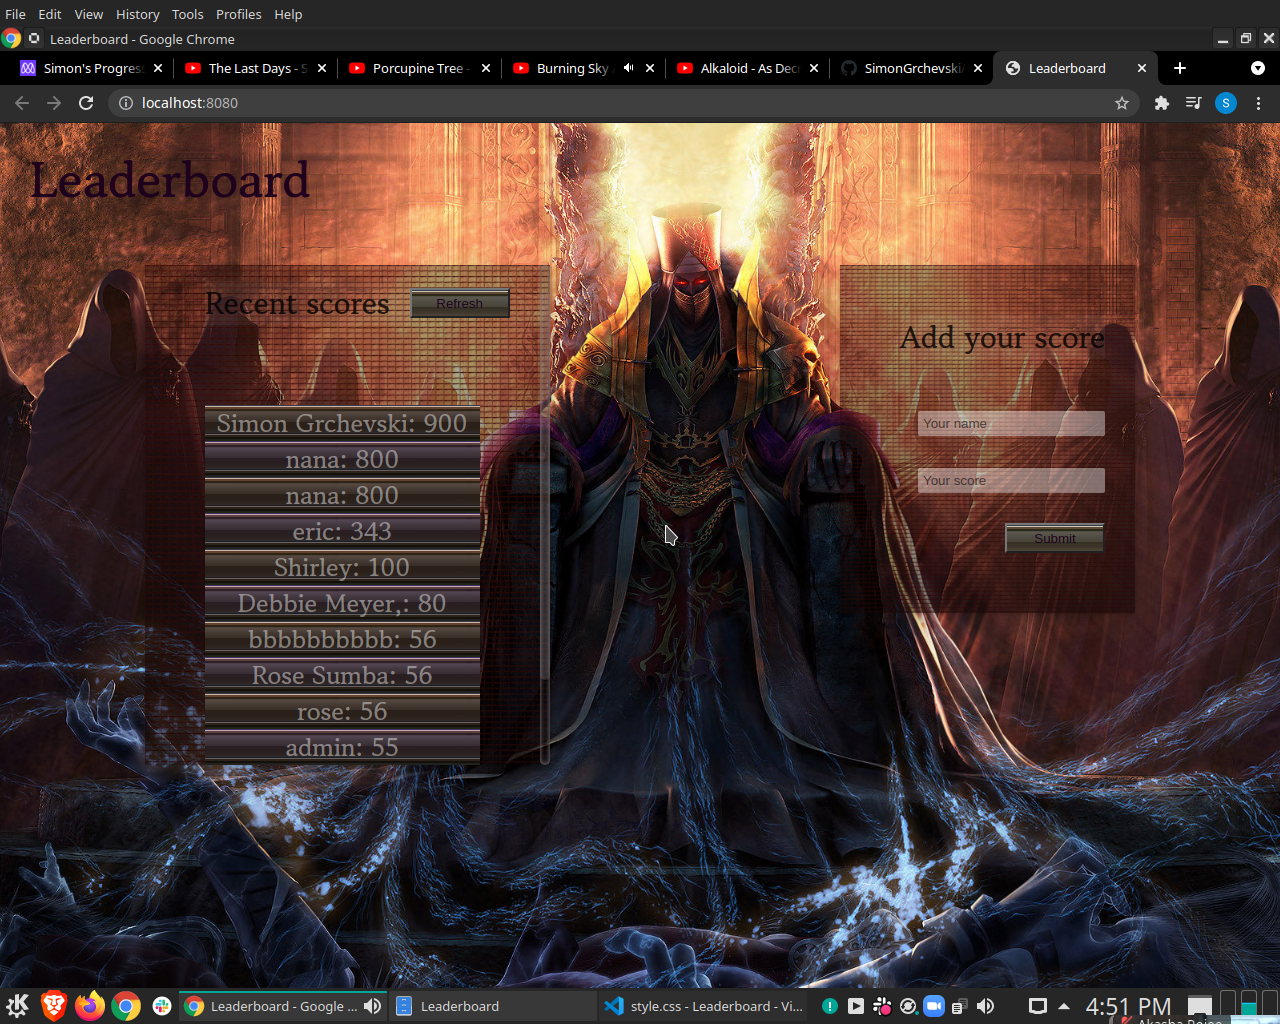 File Edit View History Tools Profiles Help
Leaderboard - Google Chrome
Simon's Progres
The Last Days - S
Porcupine Tree -
Burning Sky
Alkaloid - As Dec
SimonGrchevski/
Leaderboard
localhost:8080
S
Leaderboard
Recent scores
Refresh
Simon Grchevski: 900
nana: 800
nana: 800
eric: 343
Shirley: 100
Debbie Meyer,: 80
bbbbbbbbbb: 56
Rose Sumba: 56
rose: 56
admin: 55
Add your score
Your name
Your score
Submit
Leaderboard - Google ...
Leaderboard
style.css - Leaderboard - Vi...
4:51 PM